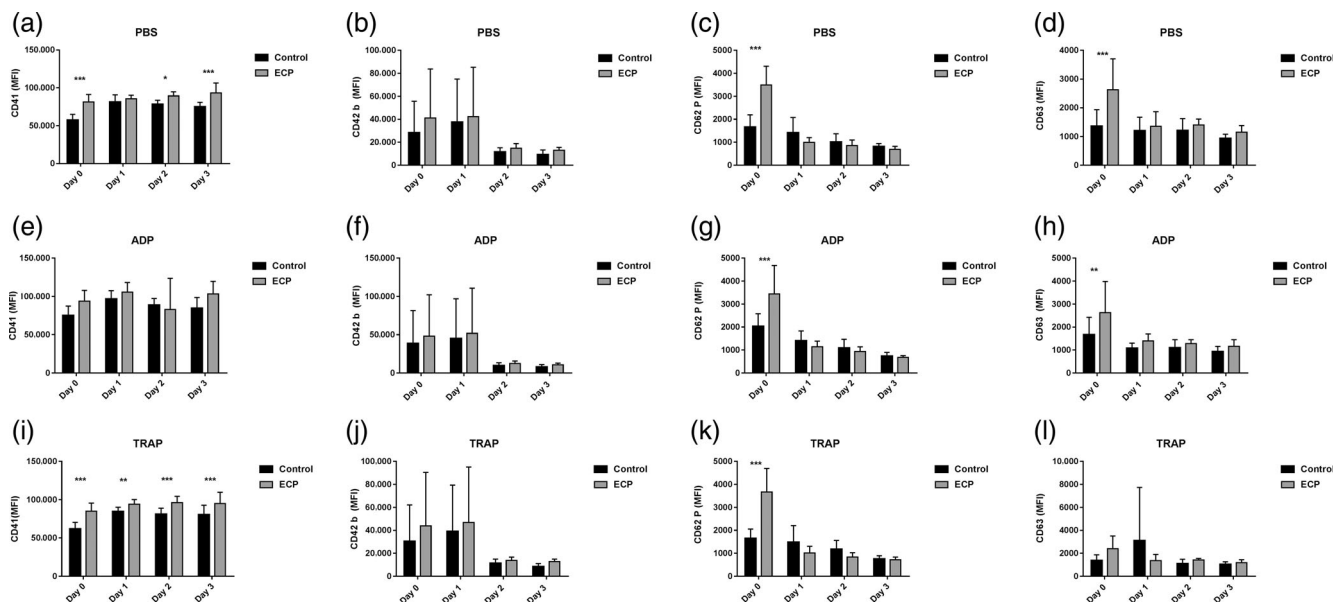 (a)
PBS
CD41 (MFI)
150.000
100.000
50.000
0
***
*
***
Control
ECP
Day 0
Day 1
Day 2
Day 3
(b)
PBS
CD42 b (MFI)
100.000
80.000
60.000
40.000
20.000
0
Control
ECP
Day 0
Day 1
Day 2
Day 3
(c)
PBS
CD62 P (MFI)
5000
4000
3000
2000
1000
0
***
Control
ECP
Day 0
Day 1
Day 2
Day 3
(d)
PBS
CD63 (MFI)
4000
3000
2000
1000
0
***
Control
ECP
Day 0
Day 1
Day 2
Day 3
(e)
ADP
CD41 (MFI)
150.000
100.000
50.000
0
Control
ECP
Day 0
Day 1
Day 2
Day 3
(f)
ADP
CD42 b (MFI)
150.000
100.000
50.000
0
Control
ECP
Day 0
Day 1
Day 2
Day 3
(g)
ADP
CD62 P (MFI)
5000
4000
3000
2000
1000
0
***
Control
ECP
Day 0
Day 1
Day 2
Day 3
(h)
ADP
CD63 (MFI)
5000
4000
3000
2000
1000
0
**
Control
ECP
Day 0
Day 1
Day 2
Day 3
(i)
TRAP
CD41(MFI)
150.000
100.000
50.000
0
***
**
***
***
Control
ECP
Day 0
Day 1
Day 2
Day 3
(j)
TRAP
CD42 b (MFI)
100.000
80.000
60.000
40.000
20.000
0
Control
ECP
Day 0
Day 1
Day 2
Day 3
(k)
TRAP
CD62 P (MFI)
5000
4000
3000
2000
1000
0
***
Control
ECP
Day 0
Day 1
Day 2
Day 3
(l)
TRAP
CD63 (MFI)
10.000
8000
6000
4000
2000
0
Control
ECP
Day 0
Day 1
Day 2
Day 3